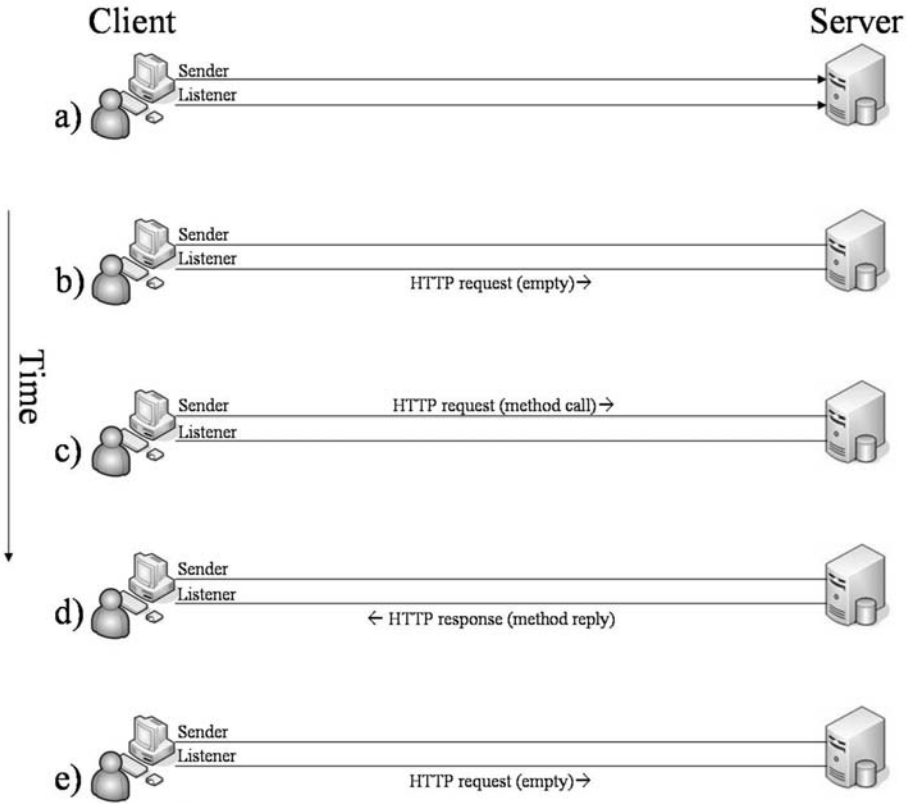 Client
Server
a)
Sender
Listener
b)
Sender
Listener
HTTP request (empty)→
Time
c)
Sender
HTTP request (method call)→
Listener
d)
Sender
Listener
← HTTP response (method reply)
e)
Sender
Listener
HTTP request (empty)→